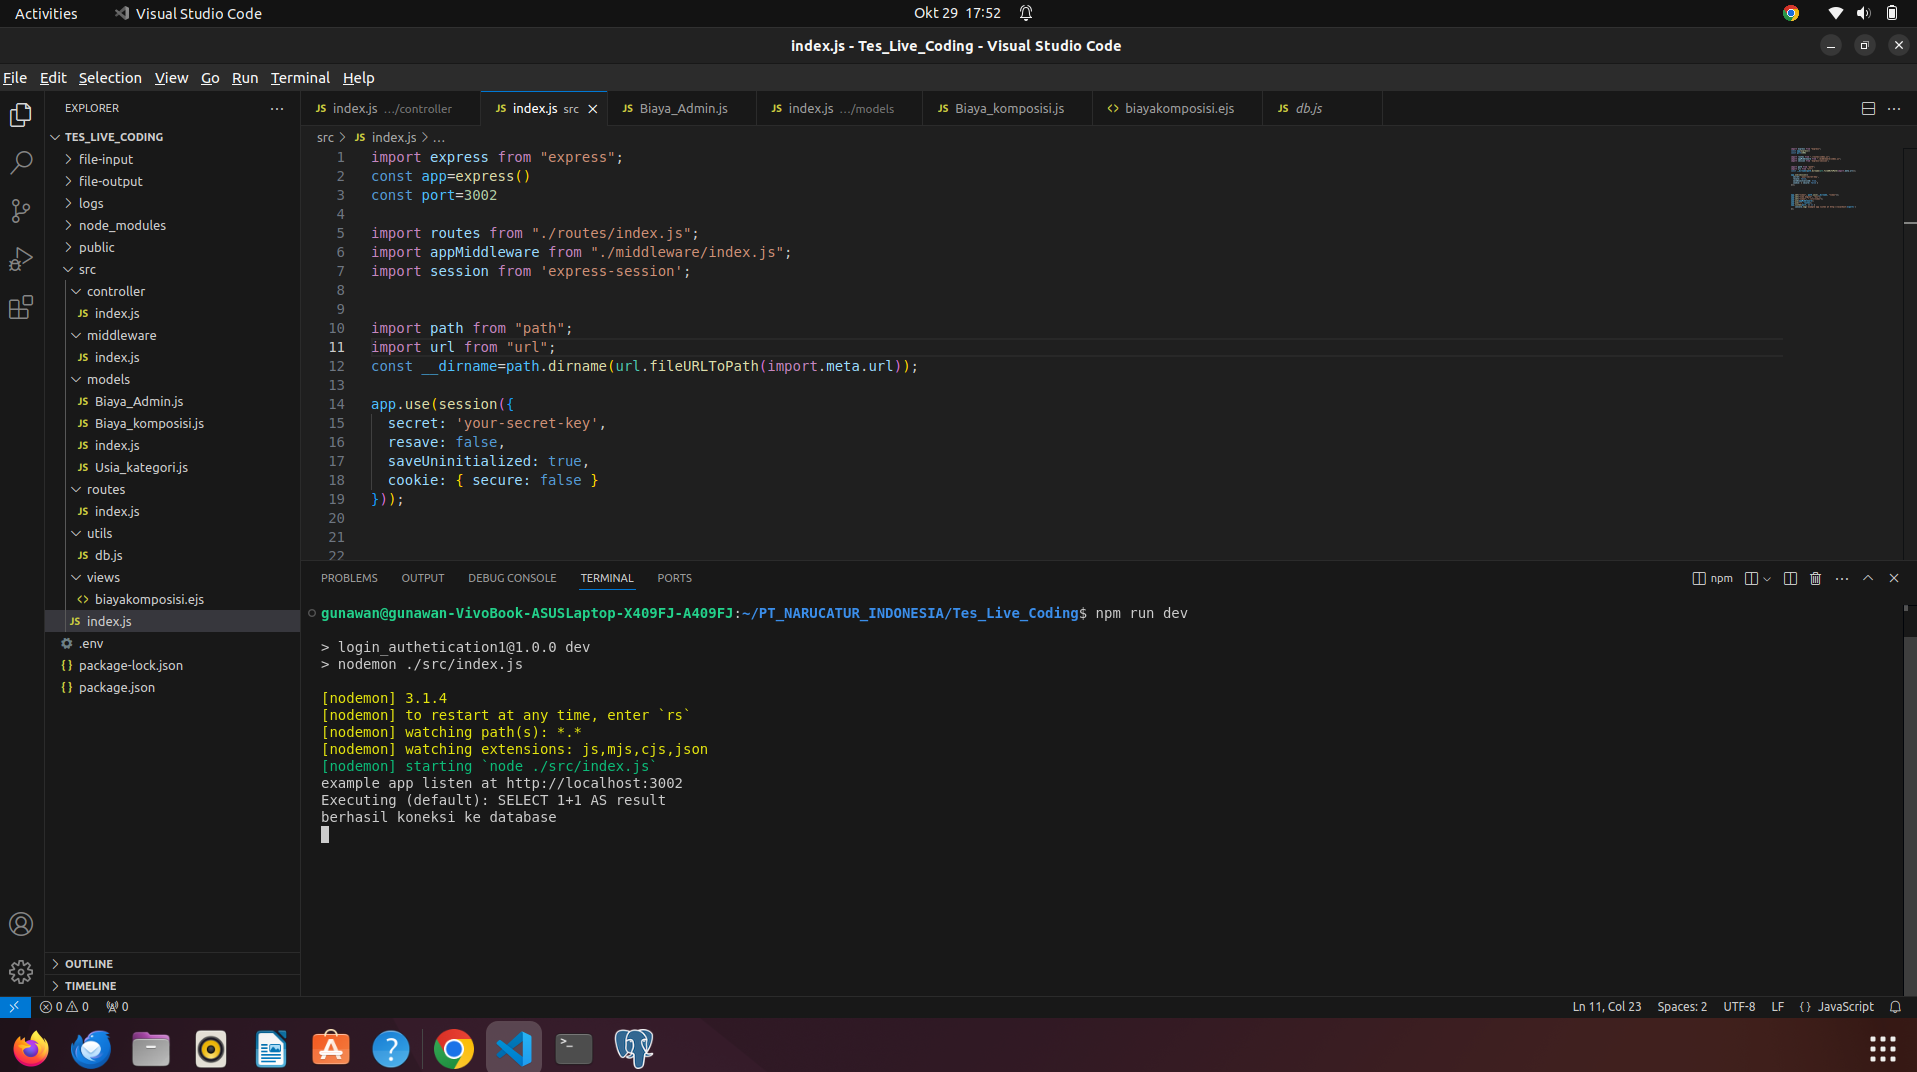 Activities
Visual Studio Code
Okt 29 17:52
index.js - Tes_Live_Coding - Visual Studio Code
File Edit Selection View Go Run Terminal Help
EXPLORER
TES_LIVE_CODING
file-input
file-output
logs
node_modules
public
src
controller
JS index.js
middleware
JS index.js
models
JS Biaya_Admin.js
JS Biaya_komposisi.js
JS index.js
JS Usia_kategori.js
routes
JS index.js
utils
JS db.js
views
<> biayakomposisi.ejs
JS index.js
.env
{} package-lock.json
{} package.json
OUTLINE
TIMELINE
JS index.js .../controller
JS index.js src
JS Biaya_Admin.js
JS index.js .../models
JS Biaya_komposisi.js
<> biayakomposisi.ejs
JS db.js
src > JS index.js > ...
1 import express from "express";
2 const app=express()
3 const port=3002
4
5 import routes from "./routes/index.js";
6 import appMiddleware from "./middleware/index.js";
7 import session from 'express-session';
8
9
10 import path from "path";
11 import url from "url";
12 const __dirname=path.dirname(url.fileURLToPath(import.meta.url));
13
14 app.use(session({
15 secret: 'your-secret-key',
16 resave: false,
17 saveUninitialized: true,
18 cookie: { secure: false }
19 }));
20
21
22
PROBLEMS OUTPUT DEBUG CONSOLE TERMINAL PORTS
npm
gunawan@gunawan-VivoBook-ASUSLaptop-X409FJ-A409FJ:~/PT_NARUCATUR_INDONESIA/Tes_Live_Coding$ npm run dev
> login_authetication1@1.0.0 dev
> nodemon ./src/index.js
[nodemon] 3.1.4
[nodemon] to restart at any time, enter `rs`
[nodemon] watching path(s): *.*
[nodemon] watching extensions: js,mjs,cjs,json
[nodemon] starting `node ./src/index.js`
example app listen at http://localhost:3002
Executing (default): SELECT 1+1 AS result
berhasil koneksi ke database
0 0 0
Ln 11, Col 23 Spaces: 2 UTF-8 LF {} JavaScript